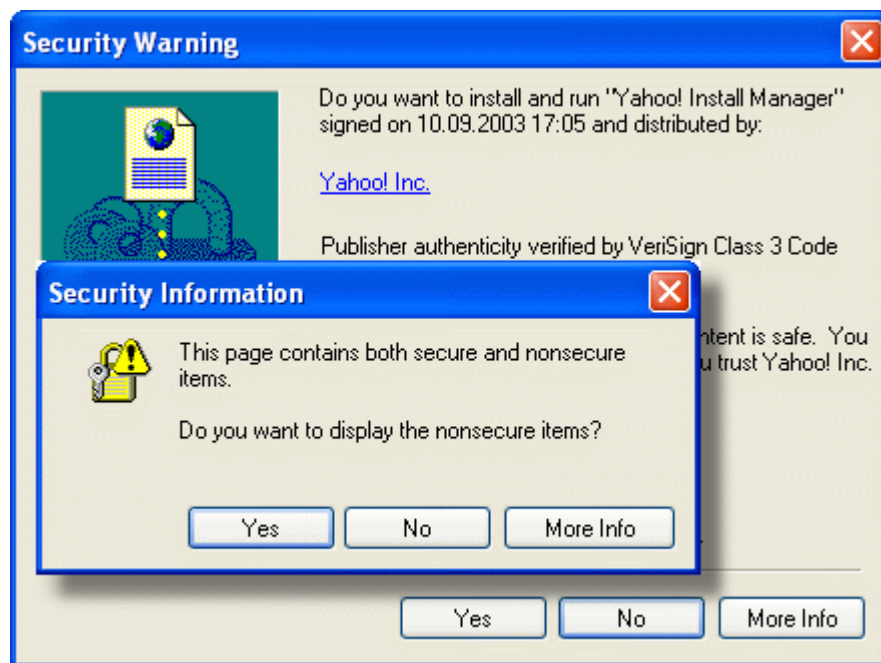 Security Warning
Do you want to install and run "Yahoo! Install Manager"
signed on 10.09.2003 17:05 and distributed by:
Yahoo! Inc.
Publisher authenticity verified by VeriSign Class 3 Code
is safe. You
trust Yahoo! Inc.
Security Information
This page contains both secure and nonsecure
items.
Do you want to display the nonsecure items?
Yes
No
More Info
Yes
No
More Info